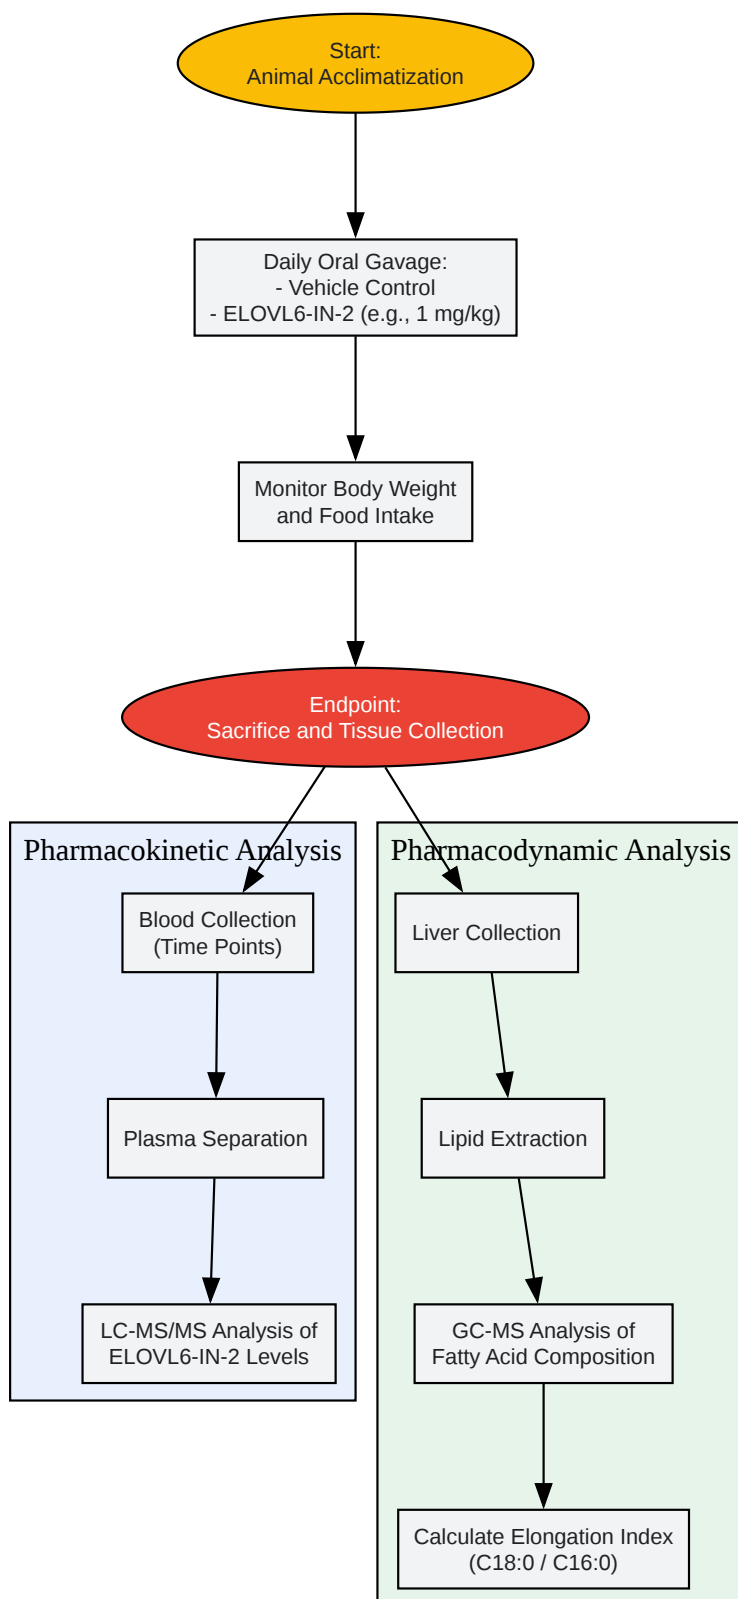 Start:
Animal Acclimatization
Daily Oral Gavage:
- Vehicle Control
- ELOVL6-IN-2 (e.g., 1 mg/kg)
Monitor Body Weight
and Food Intake
Endpoint:
Sacrifice and Tissue Collection
Pharmacokinetic Analysis
Blood Collection
(Time Points)
Plasma Separation
LC-MS/MS Analysis of
ELOVL6-IN-2 Levels
Pharmacodynamic Analysis
Liver Collection
Lipid Extraction
GC-MS Analysis of
Fatty Acid Composition
Calculate Elongation Index
(C18:0 / C16:0)